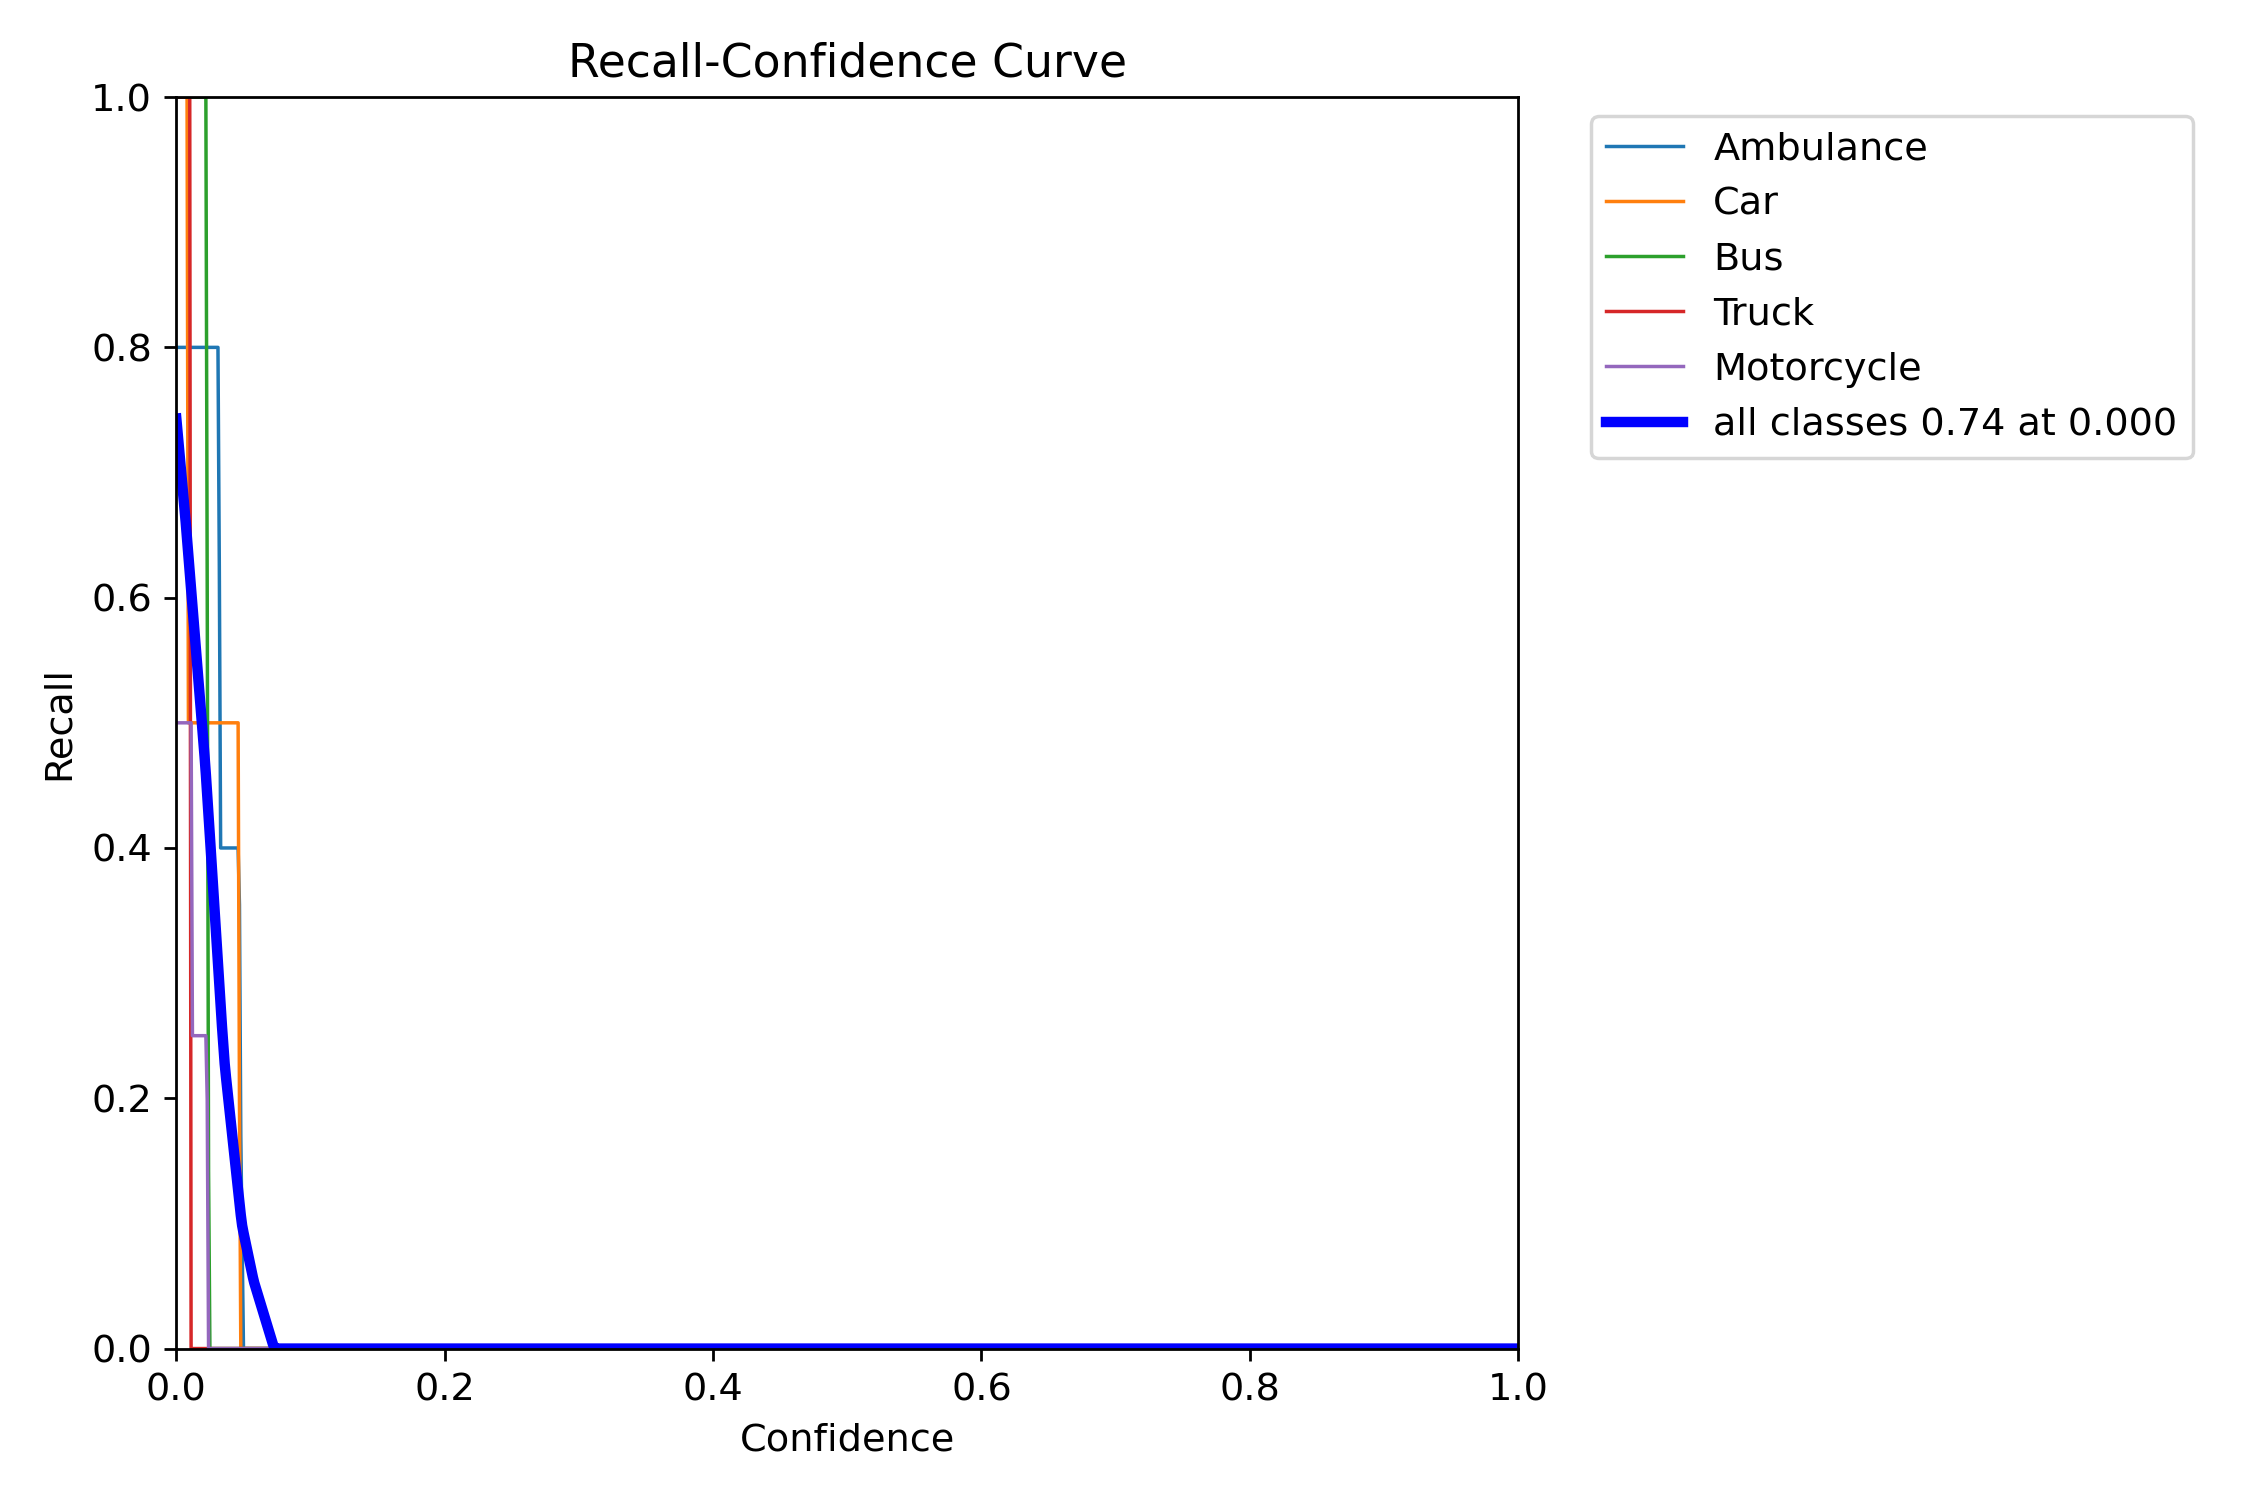 Recall-Confidence Curve
1.0
0.8
0.6
0.4
0.2
0.0
Recall
0.0 0.2 0.4 0.6 0.8 1.0
Confidence
Ambulance
Car
Bus
Truck
Motorcycle
all classes 0.74 at 0.000